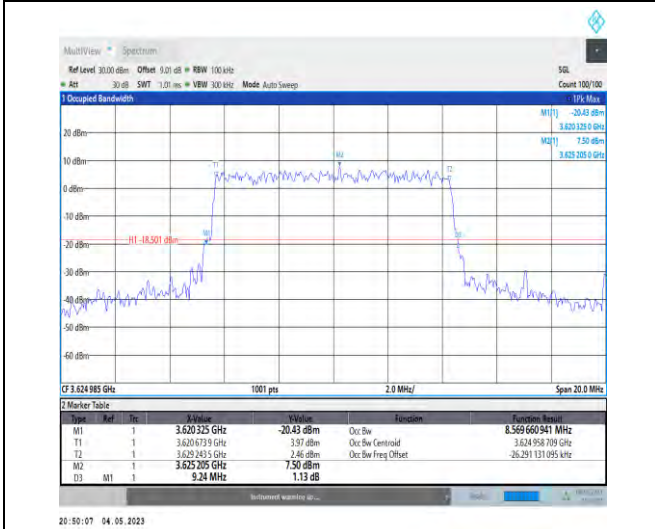 MultiView Spectrum
Ref Level 30.00 dBm Offset 9.01 dB RBW 100 kHz SGL
Att 30 dB SWT 1.01 ms VBW 300 kHz Mode Auto Sweep Count 100/100
1 Occupied Bandwidth 1Pk Max
M1[1] -20.43 dBm
3.620 325 0 GHz
M2[1] 7.50 dBm
3.625 205 0 GHz
20 dBm
10 dBm
T1 M2 T2
0 dBm
-10 dBm
M1 D3
H1 -18.501 dBm
-20 dBm
-30 dBm
-40 dBm
-50 dBm
-60 dBm
CF 3.624 985 GHz 1001 pts 2.0 MHz/ Span 20.0 MHz
2 Marker Table
Type Ref Trc X-Value Y-Value Function Function Result
M1 1 3.620325 GHz -20.43 dBm Occ Bw 8.569 660 941 MHz
T1 1 3.620 673 9 GHz 3.97 dBm Occ Bw Centroid 3.624 958 709 GHz
T2 1 3.629 243 5 GHz 2.46 dBm Occ Bw Freq Offset -26.291 131 095 kHz
M2 1 3.625 205 GHz 7.50 dBm
D3 M1 1 9.24 MHz 1.13 dB
Instrument warming up...
20:50:07 04.05.2023